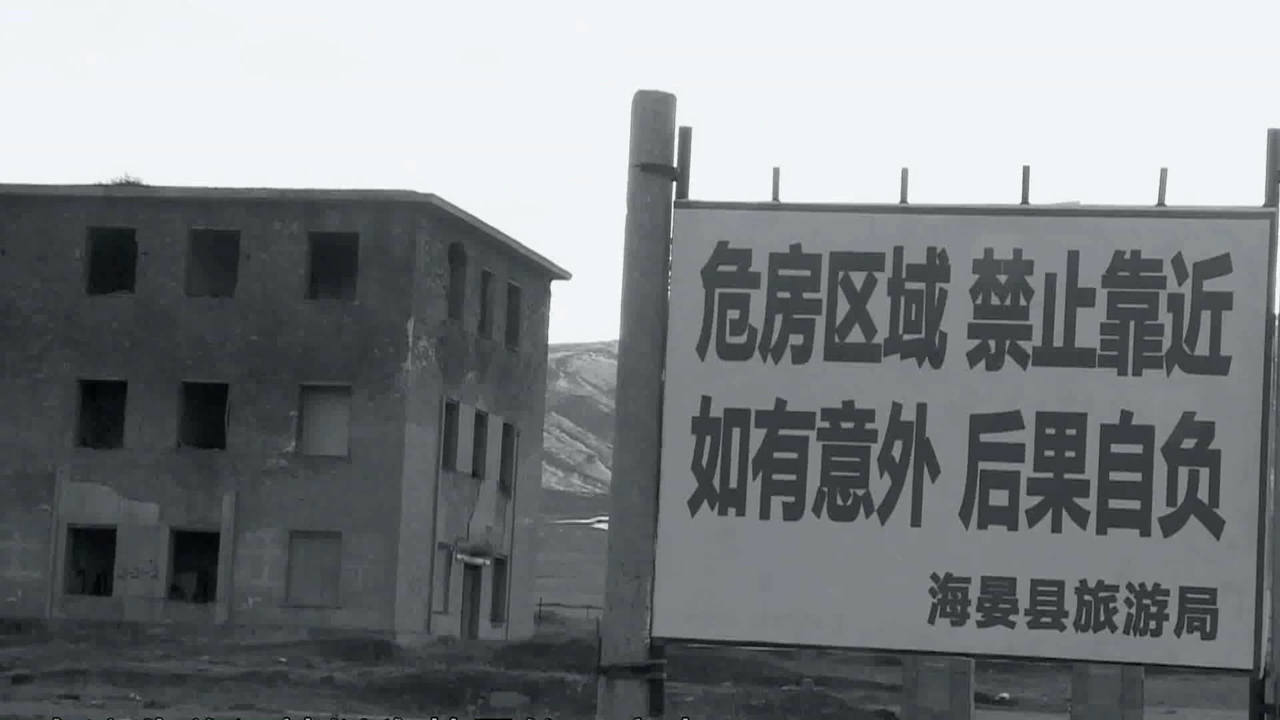 危房区域 禁止靠近
如有意外 后果自负
海晏县旅游局